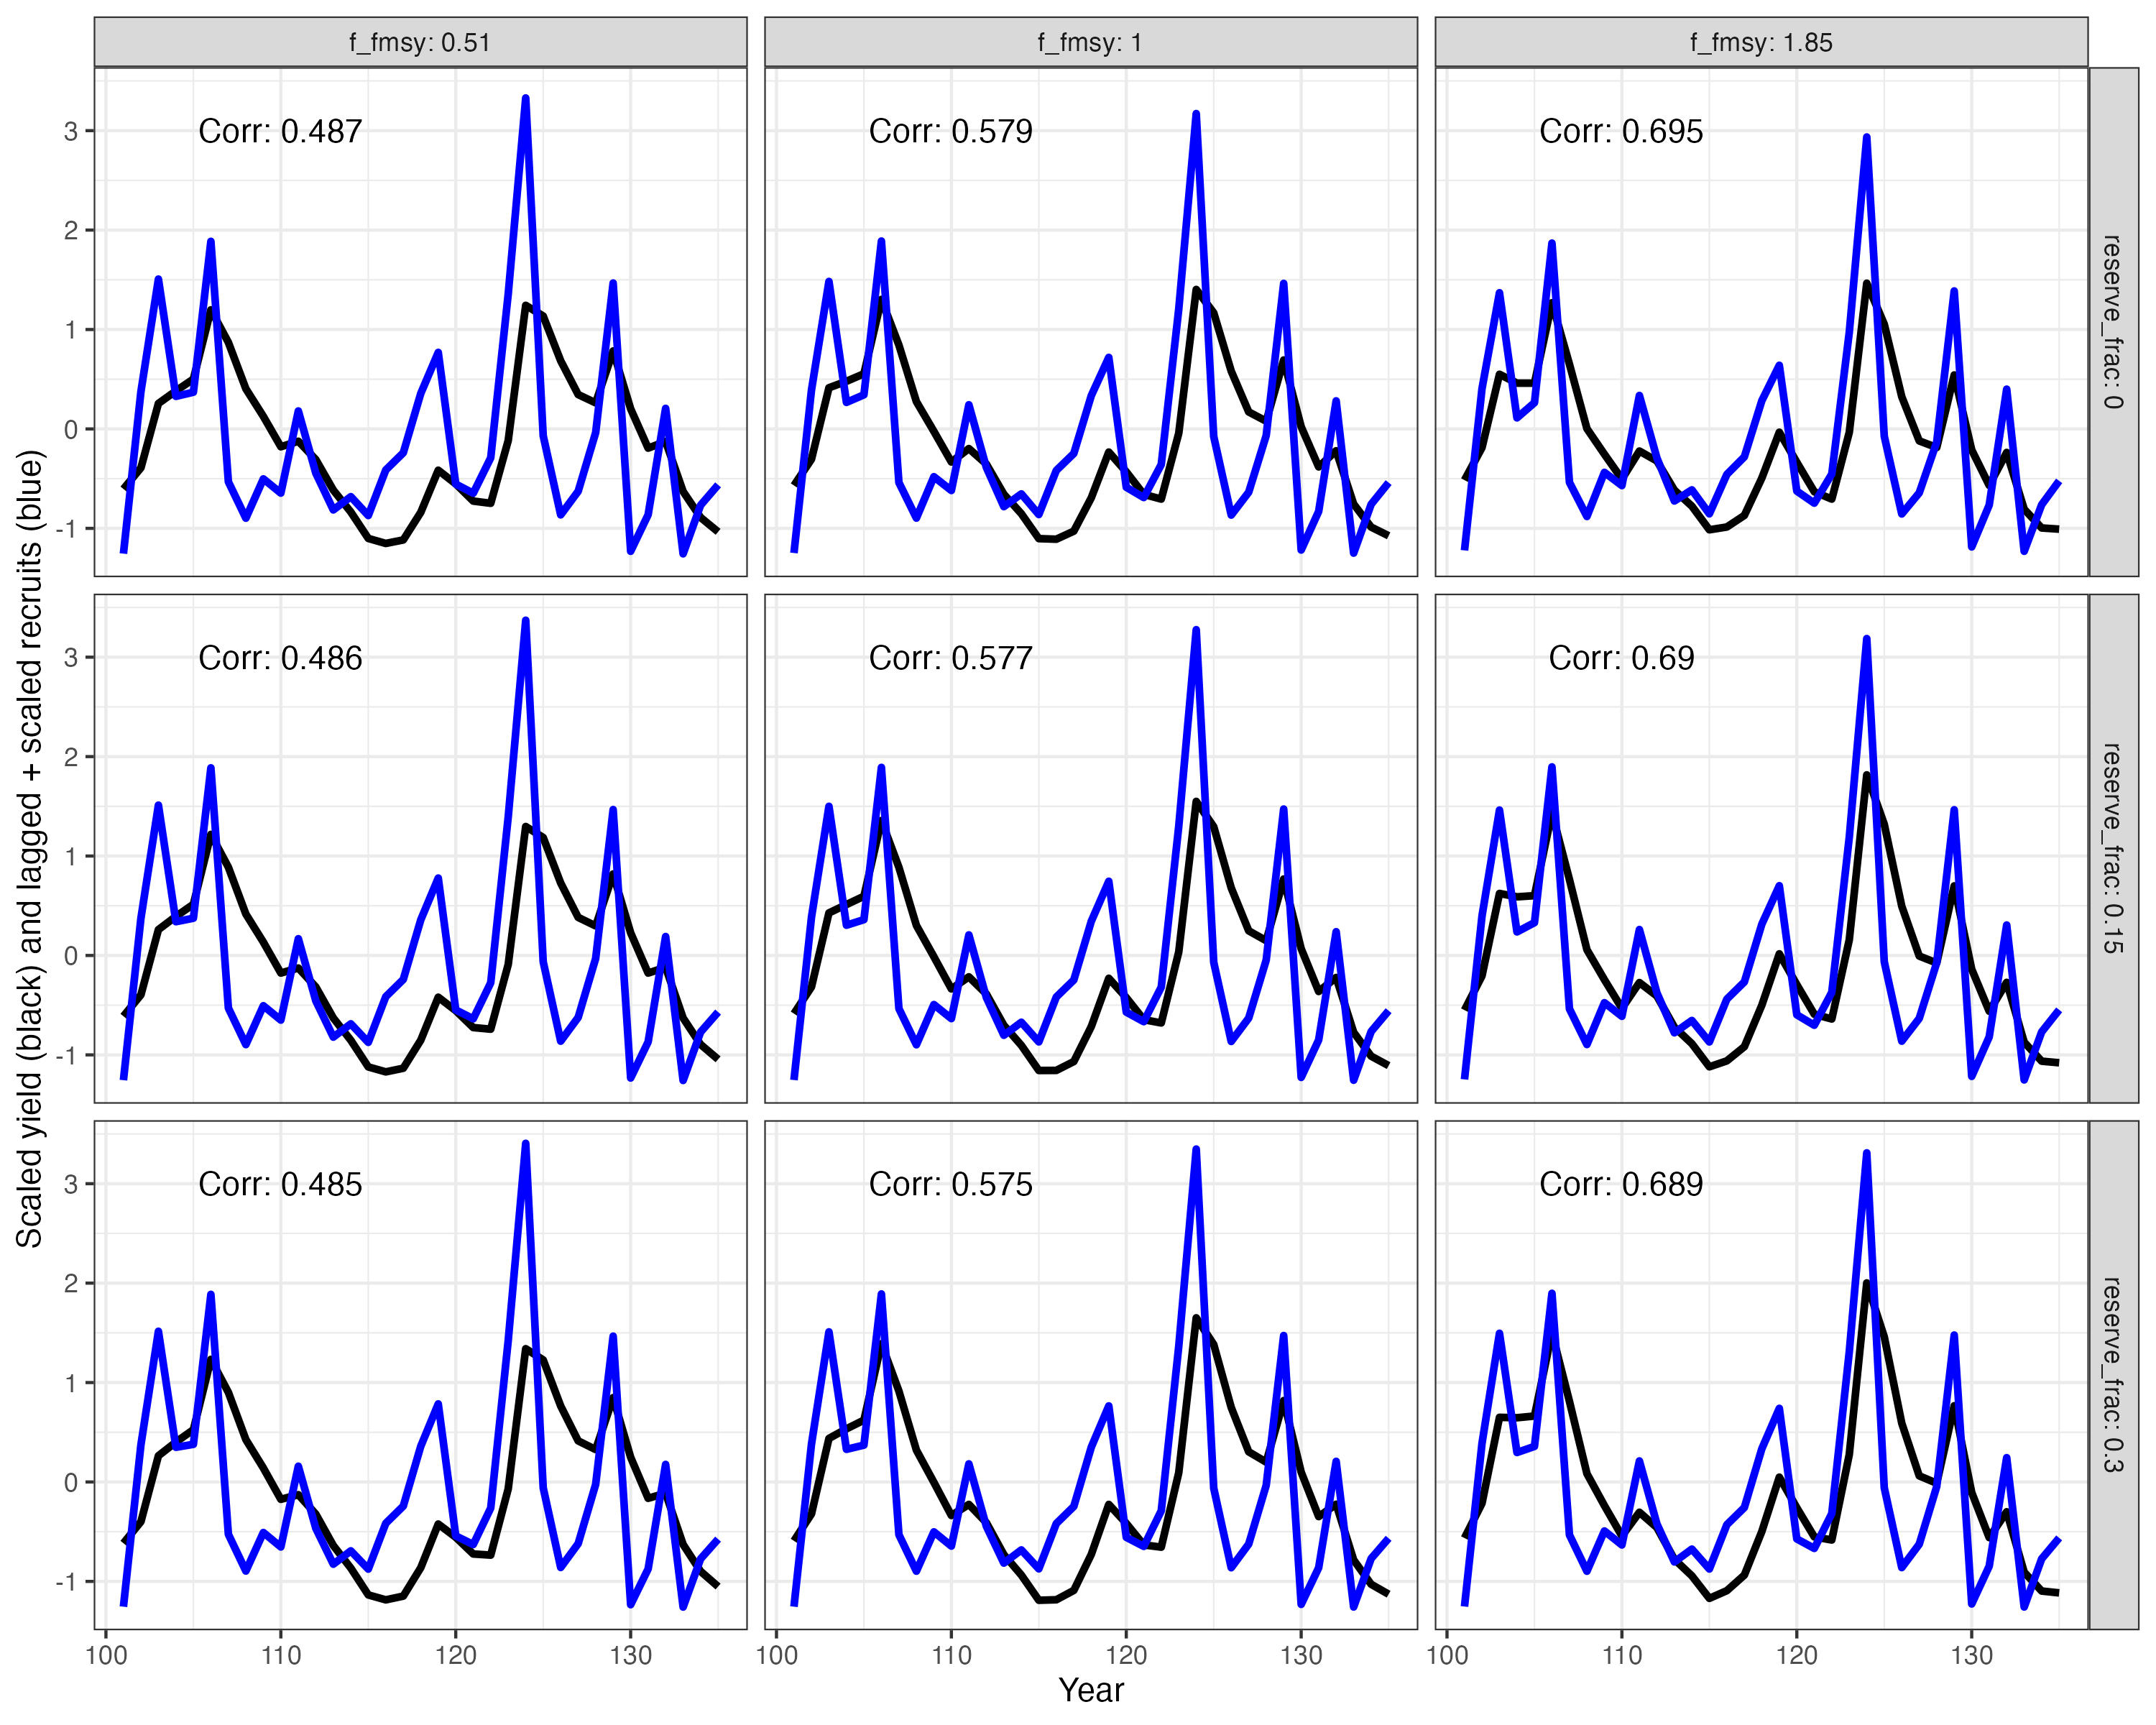 f_fmsy: 0.51
f_fmsy: 1
f_fmsy: 1.85
Scaled yield (black) and lagged + scaled recruits (blue)
3
2
1
0
-1
Corr: 0.487
Corr: 0.579
Corr: 0.695
reserve_frac: 0
3
2
1
0
-1
Corr: 0.486
Corr: 0.577
Corr: 0.69
reserve_frac: 0.15
3
2
1
0
-1
Corr: 0.485
Corr: 0.575
Corr: 0.689
reserve_frac: 0.3
100 110 120 130
100 110 120 130
100 110 120 130
Year